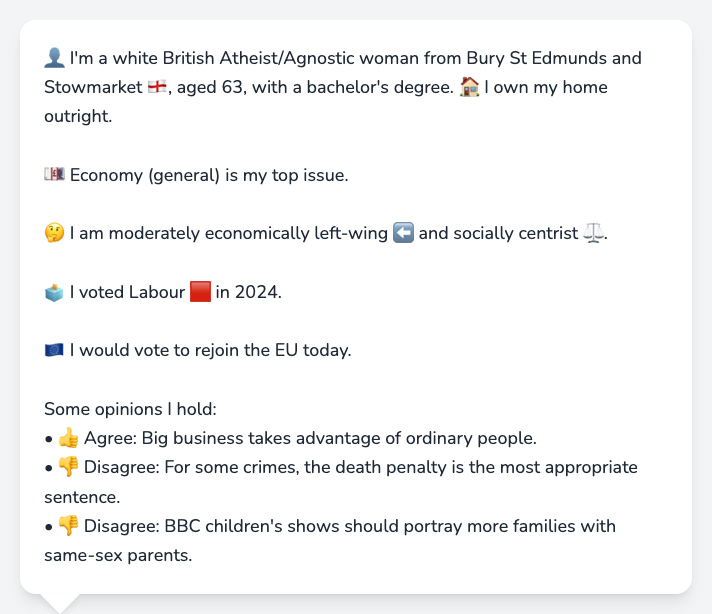 👤 I'm a white British Atheist/Agnostic woman from Bury St Edmunds and
Stowmarket 🏴󠁧󠁢󠁥󠁮󠁧󠁿, aged 63, with a bachelor's degree. 🏠 I own my home
outright.
💷 Economy (general) is my top issue.
🤔 I am moderately economically left-wing ⬅️ and socially centrist ⚖️.
🗳️ I voted Labour 🟥 in 2024.
🇪🇺 I would vote to rejoin the EU today.
Some opinions I hold:
• 👍 Agree: Big business takes advantage of ordinary people.
• 👎 Disagree: For some crimes, the death penalty is the most appropriate
sentence.
• 👎 Disagree: BBC children's shows should portray more families with
same-sex parents.